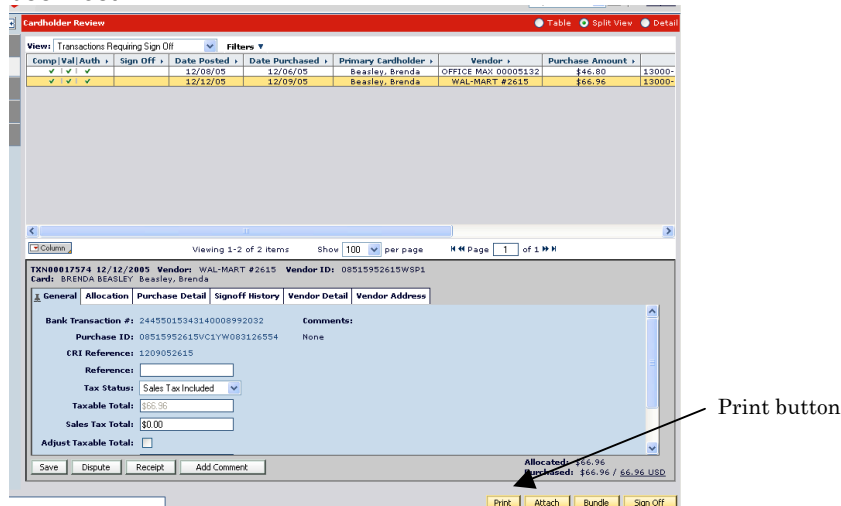 Cardholder Review Table Split View Detail
View: Transactions Requiring Sign Off Filters
Comp Val Auth Sign Off Date Posted Date Purchased Primary Cardholder Vendor Purchase Amount
12/08/05 12/06/05 Beasley, Brenda OFFICE MAX 00005132 $46.80 13000-
12/12/05 12/09/05 Beasley, Brenda WAL-MART #2615 $66.96 13000-
Column Viewing 1-2 of 2 items Show 100 per page Page 1 of 1
TXN00017574 12/12/2005 Vendor: WAL-MART #2615 Vendor ID: 08515952615WSP1
Card: BRENDA BEASLEY Beasley, Brenda
General Allocation Purchase Detail Signoff History Vendor Detail Vendor Address
Bank Transaction #: 24455015343140008992032 Comments:
Purchase ID: 08515952615VC1YW083126554 None
CRI Reference: 1209052615
Reference:
Tax Status: Sales Tax Included
Taxable Total: $66.96
Sales Tax Total: $0.00
Adjust Taxable Total:
Print button
Save Dispute Receipt Add Comment
Allocated: $66.96
Purchased: $66.96 / 66.96 USD
Print Attach Bundle Sign Off